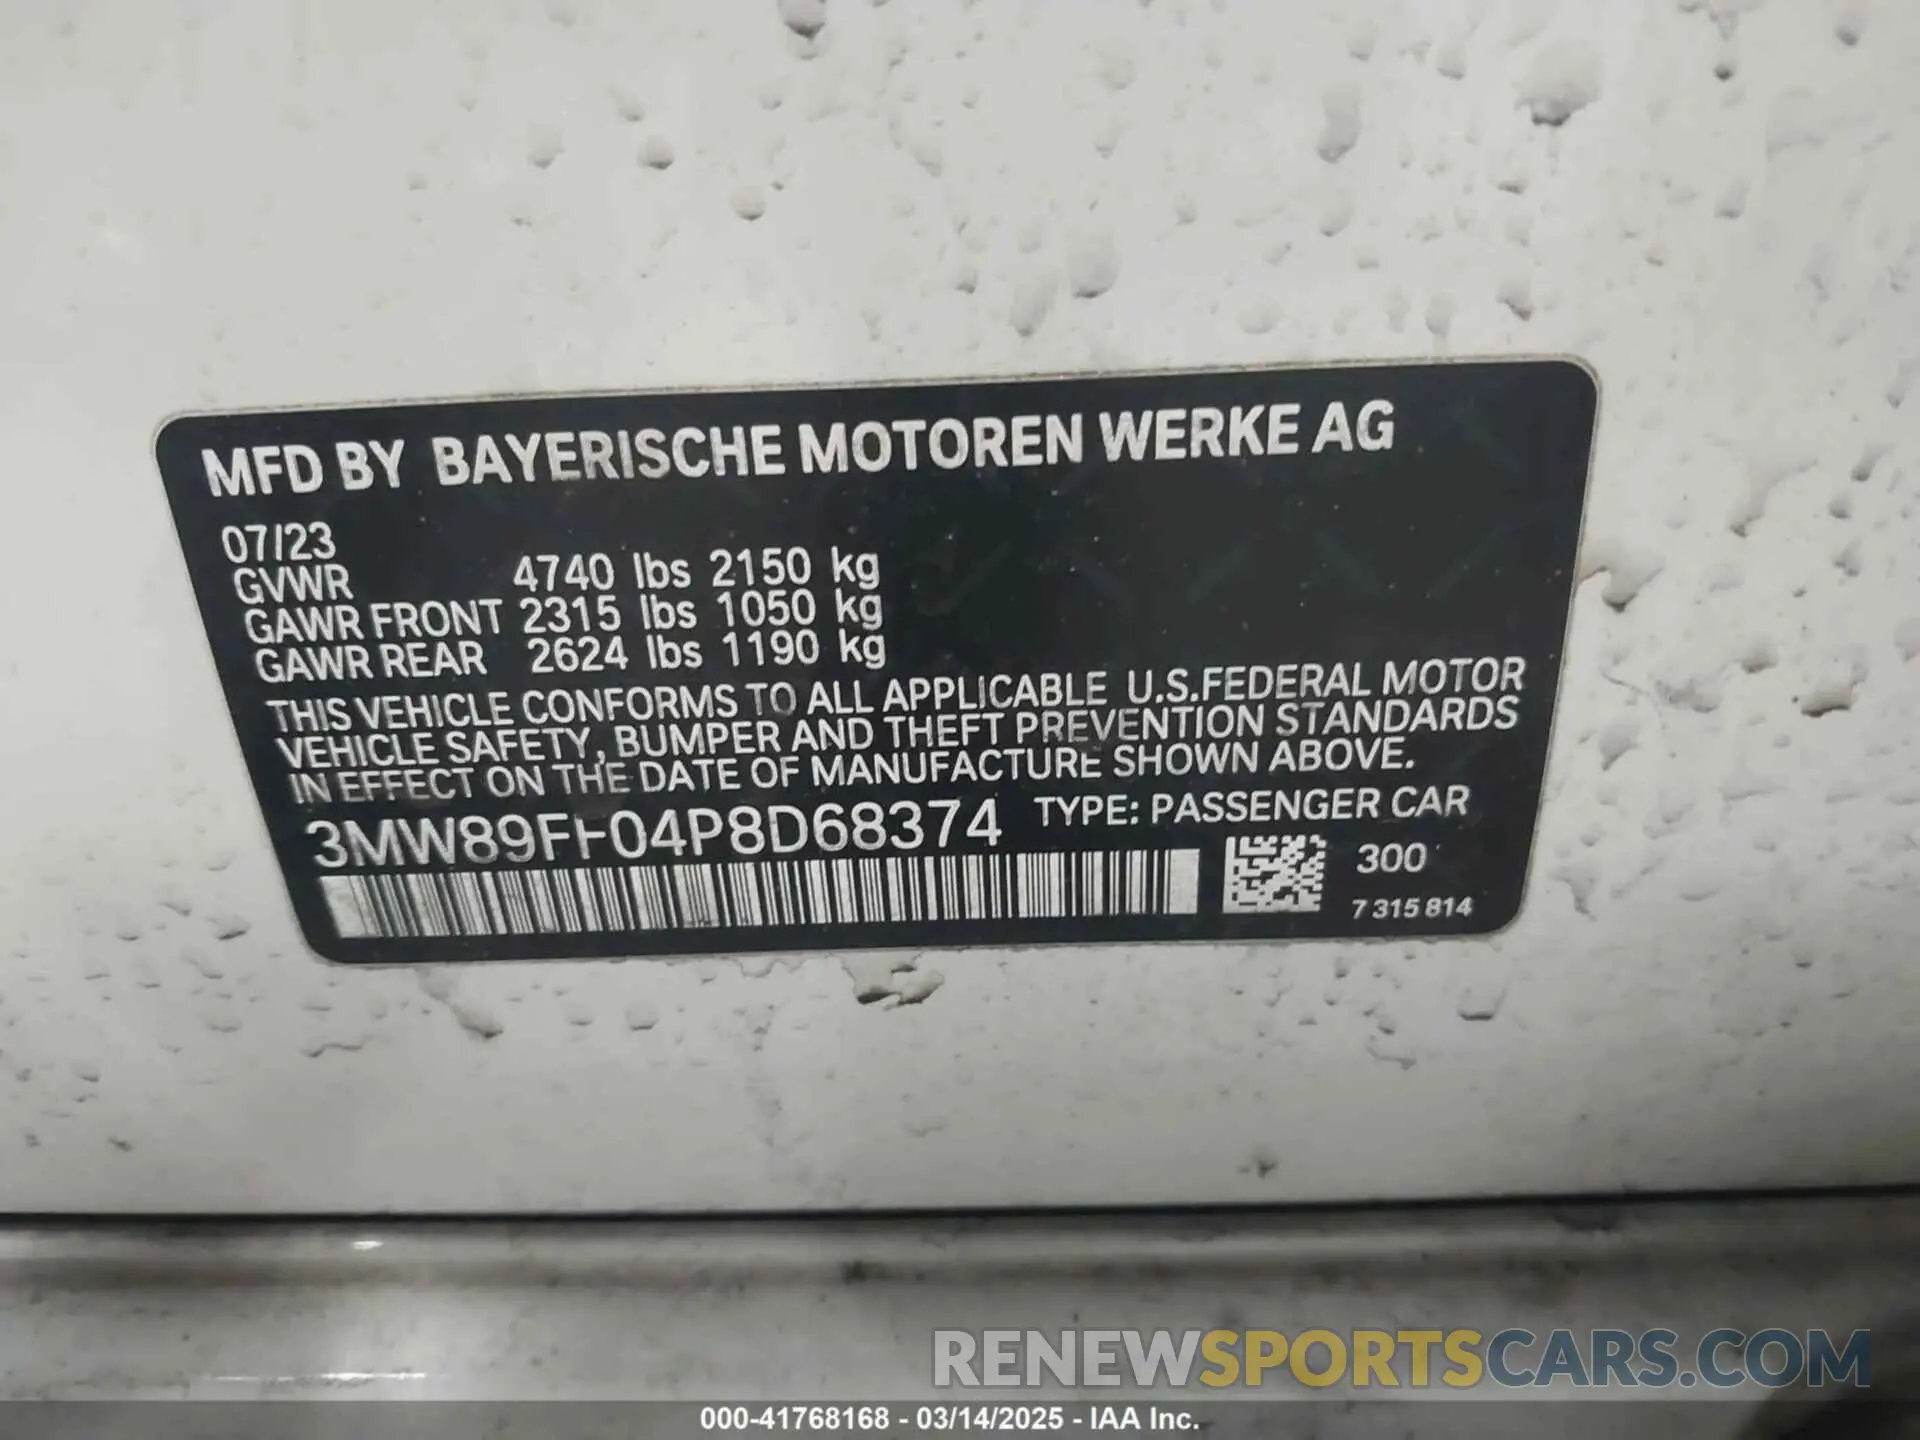 MFD BY BAYERISCHE MOTOREN WERKE AG
07/23
GVWR 4740 lbs 2150 kg
GAWR FRONT 2315 lbs 1050 kg
GAWR REAR 2624 lbs 1190 kg
THIS VEHICLE CONFORMS TO ALL APPLICABLE U.S.FEDERAL MOTOR
VEHICLE SAFETY, BUMPER AND THEFT PREVENTION STANDARDS
IN EFFECT ON THE DATE OF MANUFACTURE SHOWN ABOVE.
3MW89FF04P8D68374 TYPE: PASSENGER CAR
300
7 315 814
RENEWSPORTSCARS.COM
000-41768168 - 03/14/2025 - IAA Inc.